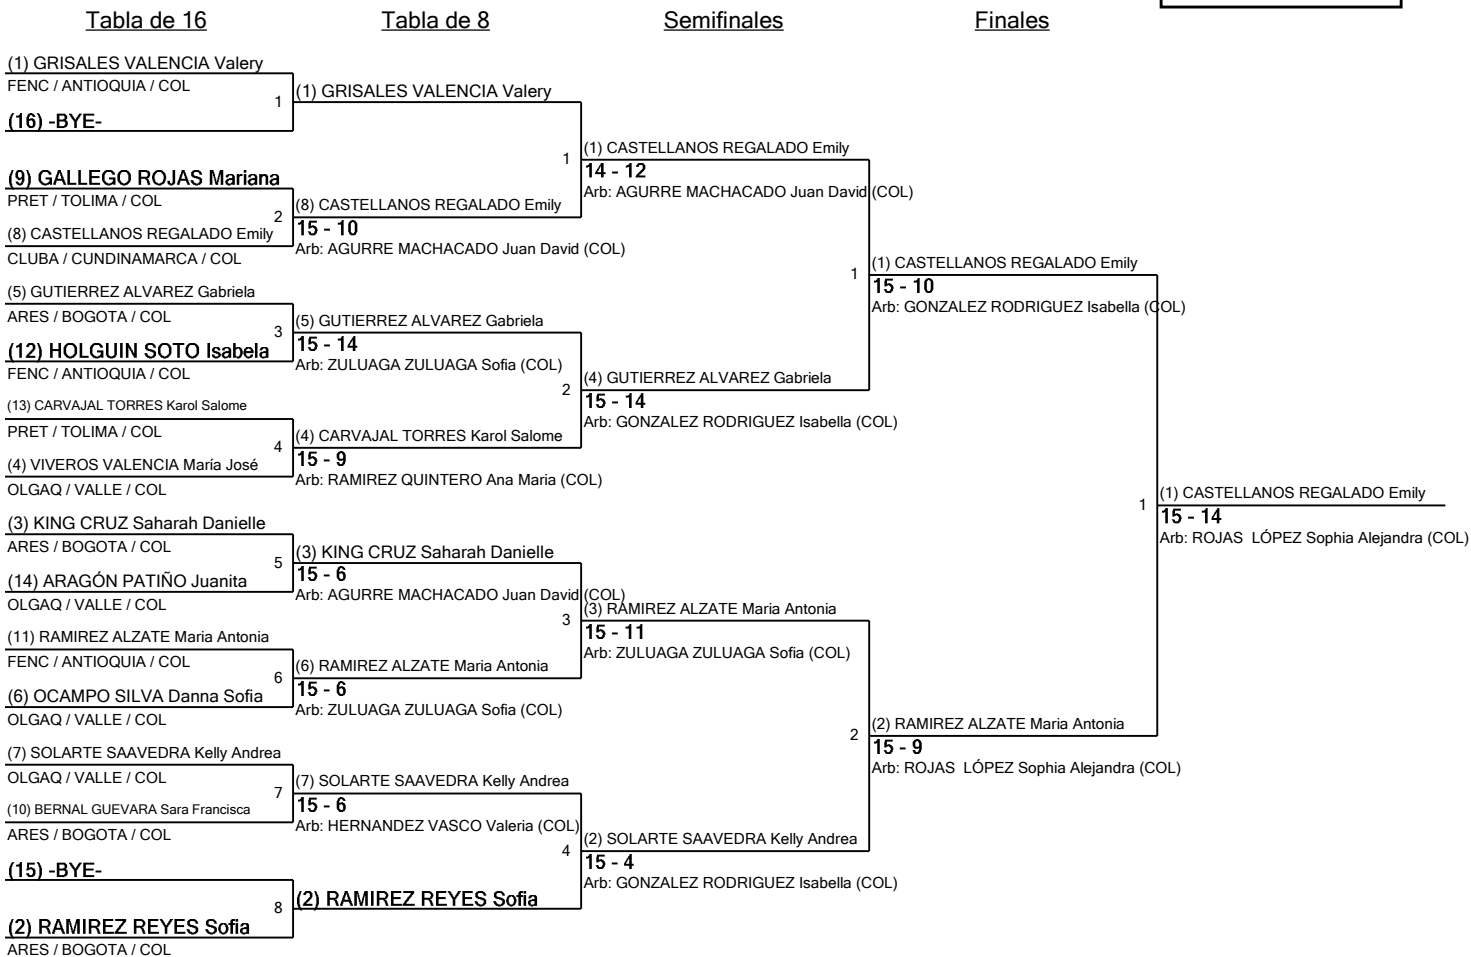 Tabla de 16
Tabla de 8
Semifinales
Finales
(1) GRISALES VALENCIA Valery
FENC / ANTIOQUIA / COL
1
(16) -BYE-
(9) GALLEGO ROJAS Mariana
PRET / TOLIMA / COL
2
(8) CASTELLANOS REGALADO Emily
CLUBA / CUNDINAMARCA / COL
(5) GUTIERREZ ALVAREZ Gabriela
ARES / BOGOTA / COL
3
(12) HOLGUIN SOTO Isabela
FENC / ANTIOQUIA / COL
(13) CARVAJAL TORRES Karol Salome
PRET / TOLIMA / COL
4
(4) VIVEROS VALENCIA María José
OLGAQ / VALLE / COL
(3) KING CRUZ Saharah Danielle
ARES / BOGOTA / COL
5
(14) ARAGÓN PATIÑO Juanita
OLGAQ / VALLE / COL
(11) RAMIREZ ALZATE Maria Antonia
FENC / ANTIOQUIA / COL
6
(6) OCAMPO SILVA Danna Sofia
OLGAQ / VALLE / COL
(7) SOLARTE SAAVEDRA Kelly Andrea
OLGAQ / VALLE / COL
7
(10) BERNAL GUEVARA Sara Francisca
ARES / BOGOTA / COL
(15) -BYE-
8
(2) RAMIREZ REYES Sofia
ARES / BOGOTA / COL
(1) GRISALES VALENCIA Valery
1
(8) CASTELLANOS REGALADO Emily
15 - 10
Arb: AGURRE MACHACADO Juan David (COL)
(5) GUTIERREZ ALVAREZ Gabriela
15 - 14
Arb: ZULUAGA ZULUAGA Sofia (COL)
2
(4) CARVAJAL TORRES Karol Salome
15 - 9
Arb: RAMIREZ QUINTERO Ana Maria (COL)
(3) KING CRUZ Saharah Danielle
15 - 6
Arb: AGURRE MACHACADO Juan David (COL)
3
(6) RAMIREZ ALZATE Maria Antonia
15 - 6
Arb: ZULUAGA ZULUAGA Sofia (COL)
(7) SOLARTE SAAVEDRA Kelly Andrea
15 - 6
Arb: HERNANDEZ VASCO Valeria (COL)
4
(2) RAMIREZ REYES Sofia
(1) CASTELLANOS REGALADO Emily
14 - 12
Arb: AGURRE MACHACADO Juan David (COL)
1
(4) GUTIERREZ ALVAREZ Gabriela
15 - 14
Arb: GONZALEZ RODRIGUEZ Isabella (COL)
(3) RAMIREZ ALZATE Maria Antonia
15 - 11
Arb: ZULUAGA ZULUAGA Sofia (COL)
2
(2) SOLARTE SAAVEDRA Kelly Andrea
15 - 4
Arb: GONZALEZ RODRIGUEZ Isabella (COL)
(1) CASTELLANOS REGALADO Emily
15 - 10
Arb: GONZALEZ RODRIGUEZ Isabella (COL)
1
(2) RAMIREZ ALZATE Maria Antonia
15 - 9
Arb: ROJAS LÓPEZ Sophia Alejandra (COL)
(1) CASTELLANOS REGALADO Emily
15 - 14
Arb: ROJAS LÓPEZ Sophia Alejandra (COL)